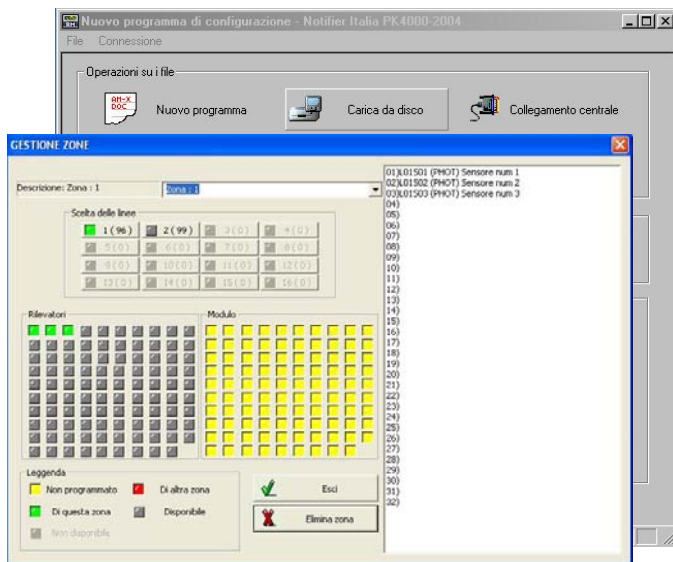 Nuovo programma di configurazione - Notifier Italia PK4000-2004
File Connessione
Operazioni su i file
AM-X DOC
Nuovo programma
Carica da disco
Collegamento centrale
GESTIONE ZONE
Descrizione: Zona : 1
Zona : 1
Scelta delle linee
1 (96) 2 (99) 3 (0) 4 (0)
5 (0) 6 (0) 7 (0) 8 (0)
9 (0) 10 (0) 11 (0) 12 (0)
13 (0) 14 (0) 15 (0) 16 (0)
Rilevatori
Modulo
Leggenda
Non programmato
Di altra zona
Di questa zona
Disponibile
Non disponibile
Esci
Elimina zona
01)L01S01 (PHOT) Sensore num 1
02)L01S02 (PHOT) Sensore num 2
03)L01S03 (PHOT) Sensore num 3
04)
05)
06)
07)
08)
09)
10)
11)
12)
13)
14)
15)
16)
17)
18)
19)
20)
21)
22)
23)
24)
25)
26)
27)
28)
29)
30)
31)
32)